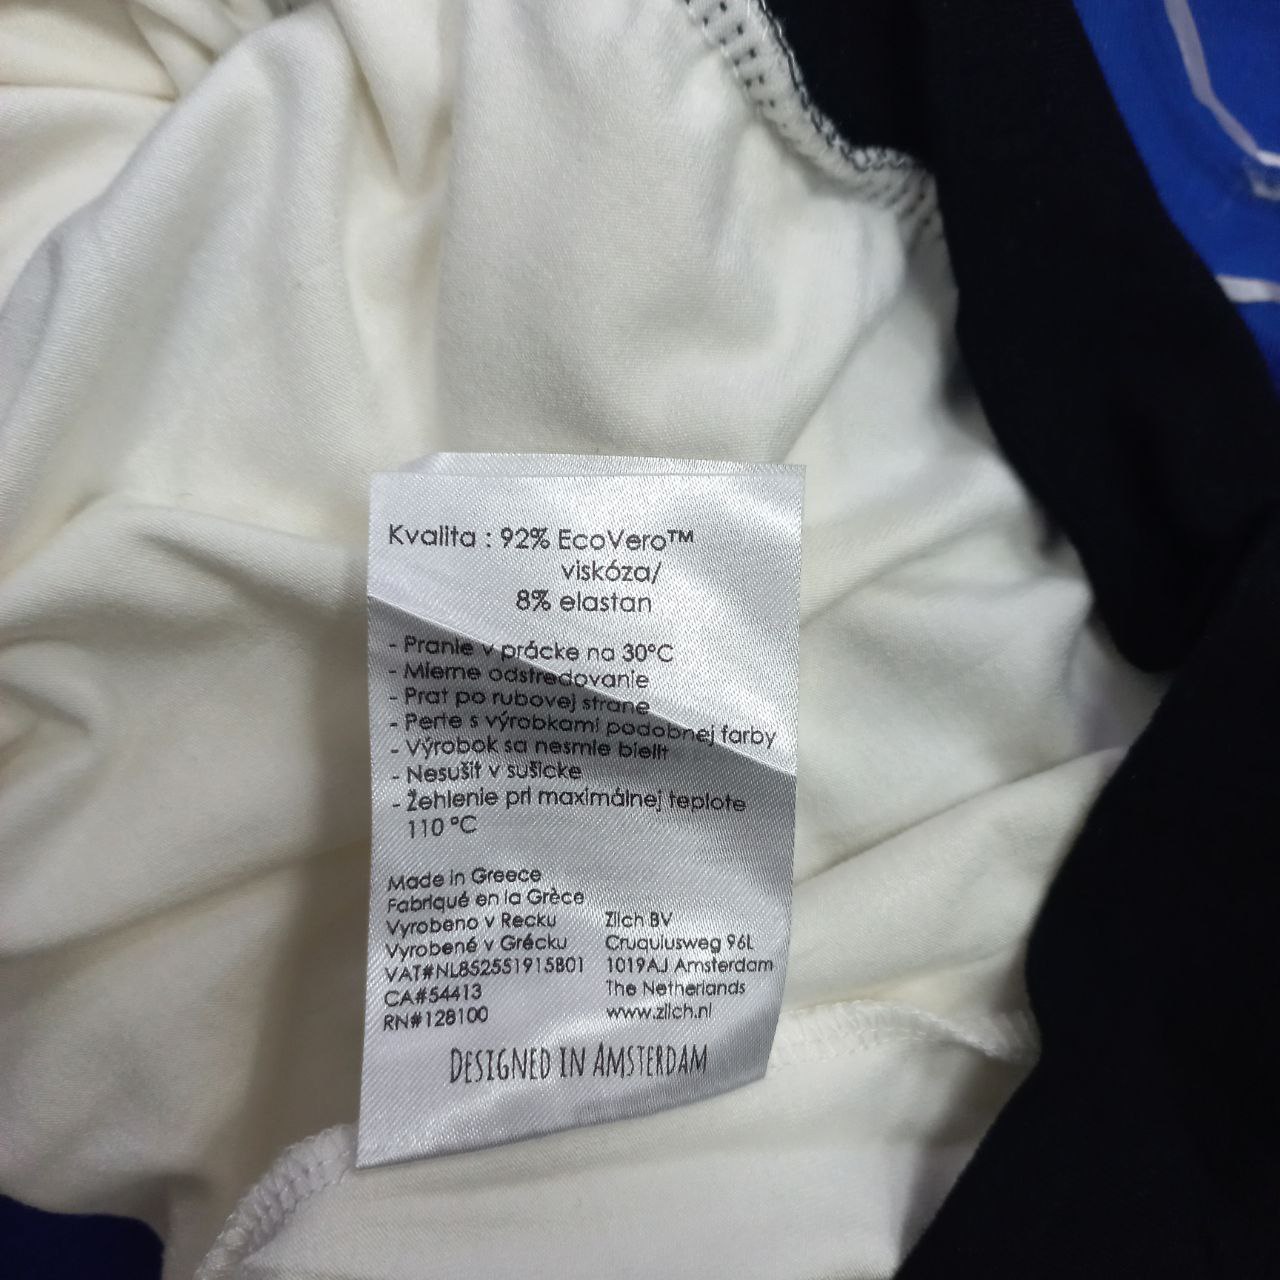 Kvalita : 92% EcoVero™
viskóza/
8% elastan
- Pranie v prácke na 30°C
- Mierne odstreďovanie
- Prat po rubovej strane
- Perte s výrobkami podobnej farby
- Výrobok sa nesmie bieliť
- Nesušiť v sušicke
- Žehlenie pri maximálnej teplote
110 °C
Made in Greece
Fabriqué en la Grèce
Vyrobeno v Recku
Vyrobené v Grécku
VAT#NL852551915B01
CA#54413
RN#128100
Zilch BV
Cruquiusweg 96L
1019AJ Amsterdam
The Netherlands
www.zilch.nl
DESIGNED IN AMSTERDAM